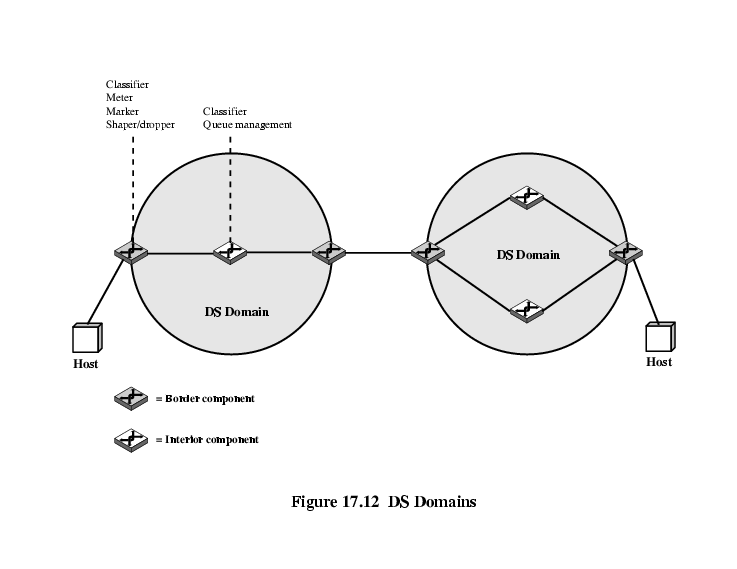 Classifier
Meter
Marker
Shaper/dropper
Classifier
Queue management
DS Domain
DS Domain
Host
Host
= Border component
= Interior component
Figure 17.12 DS Domains